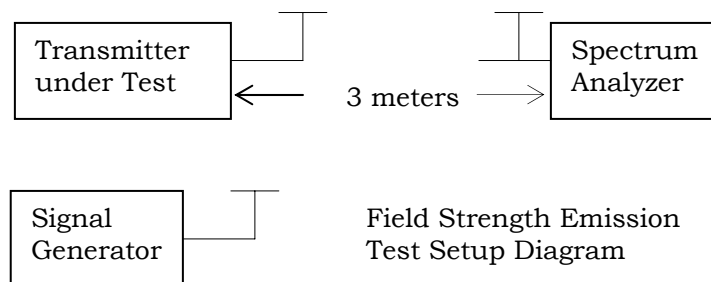 Transmitter
under Test
3 meters
Spectrum
Analyzer
Signal
Generator
Field Strength Emission
Test Setup Diagram